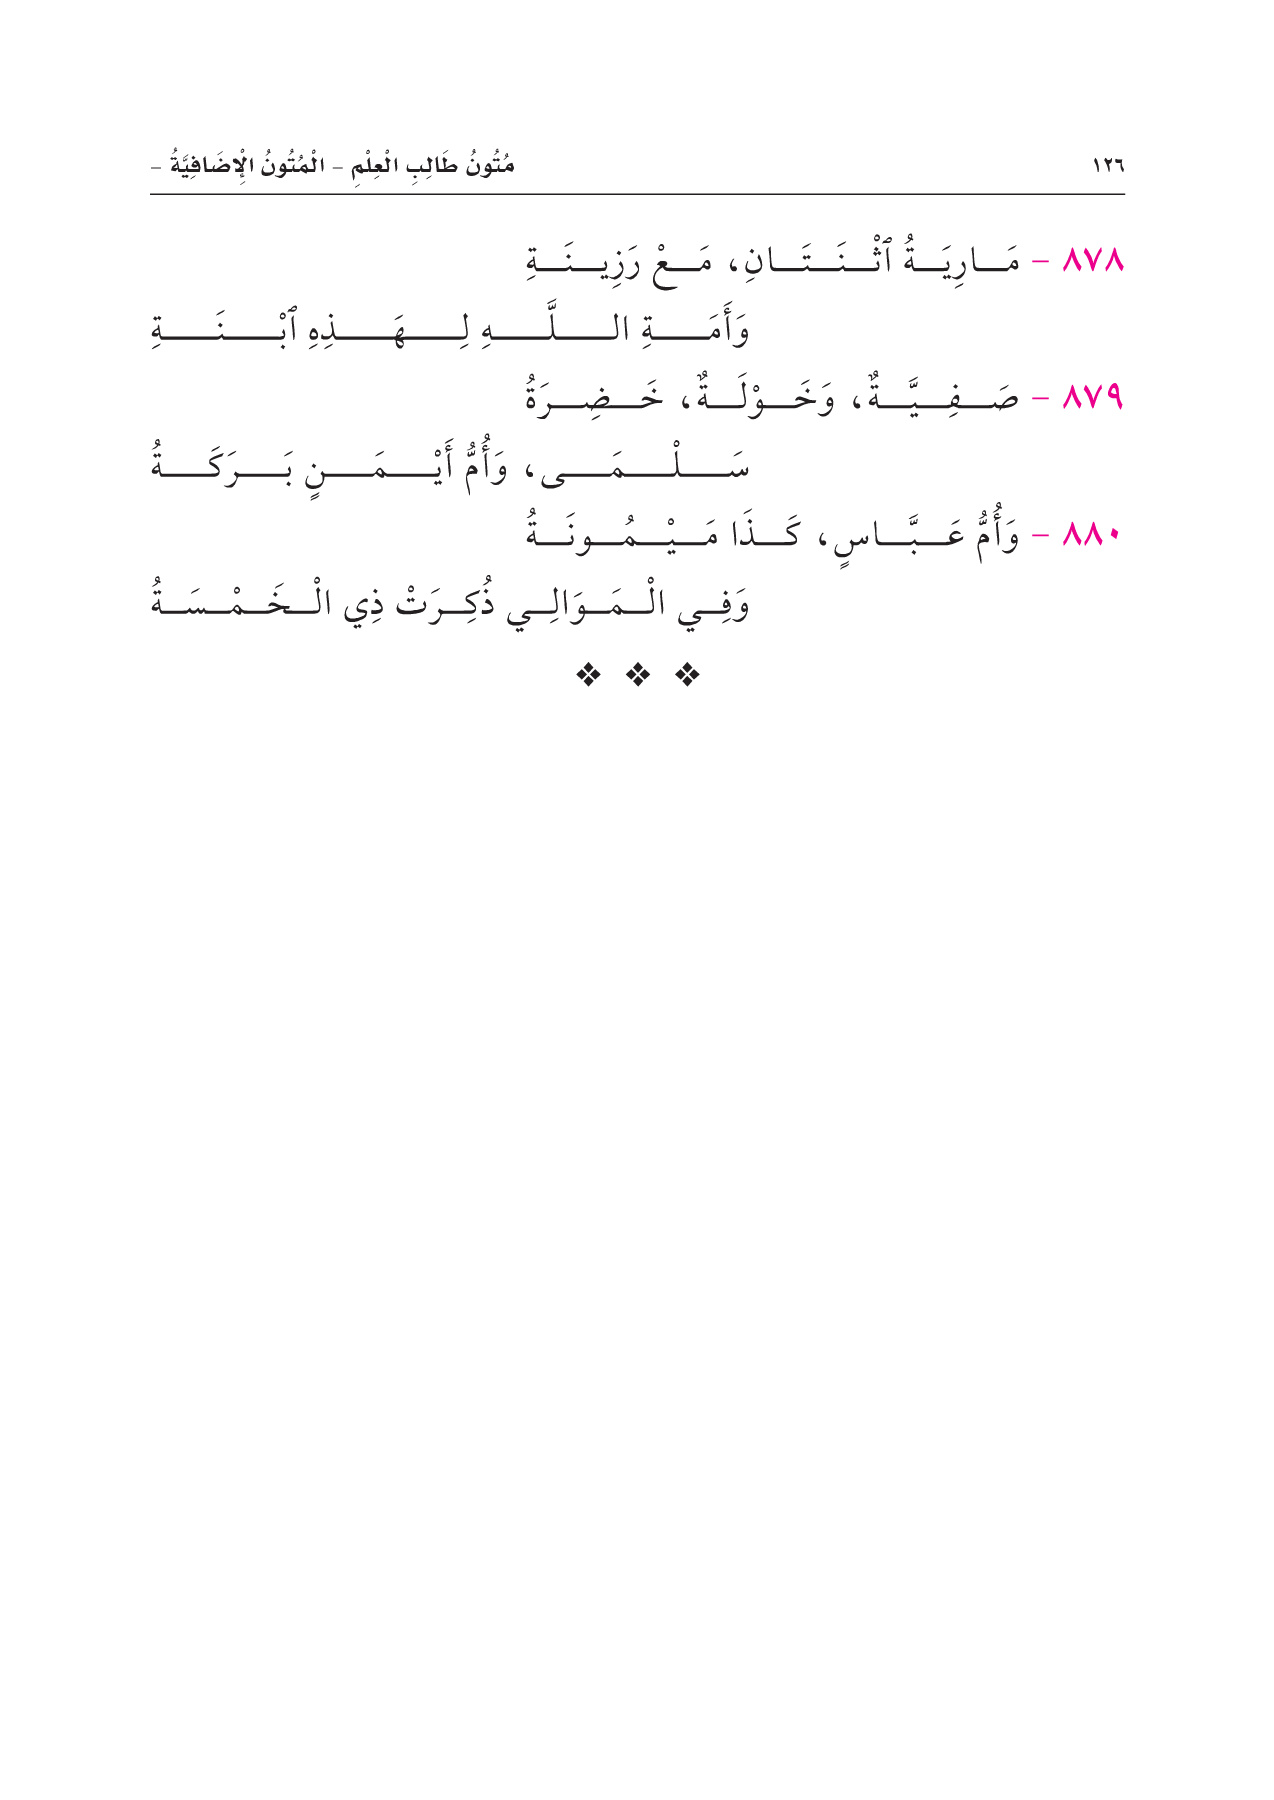 ١٢٦
مُتُونُ طَالِبِ الْعِلْمِ – الْمُتُونُ الْإِضَافِيَّةُ –
٨٧٨ – مَارِيَةُ ٱثْنَتَانِ، مَعْ رَزِينَةِ
وَأَمَةِ اللَّهِ لِهَذِهِ ٱبْنَةِ
٨٧٩ – صَفِيَّةٌ، وَخَوْلَةٌ، خَضِرَةُ
سَلْمَى، وَأُمُّ أَيْمَنٍ بَرَكَةُ
٨٨٠ – وَأُمُّ عَبَّاسٍ، كَذَا مَيْمُونَةُ
وَفِي الْمَوَالِي ذُكِرَتْ ذِي الْخَمْسَةُ